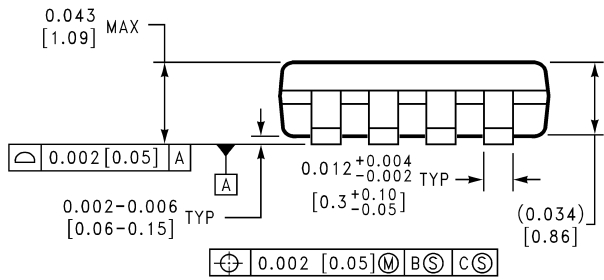 0.043 MAX
[1.09]
⌓ 0.002 [0.05] A
A
0.012 +0.004 -0.002 TYP
[0.3 +0.10 -0.05]
0.002-0.006 TYP
[0.06-0.15]
(0.034)
[0.86]
⌖ 0.002 [0.05] Ⓜ B Ⓢ C Ⓢ